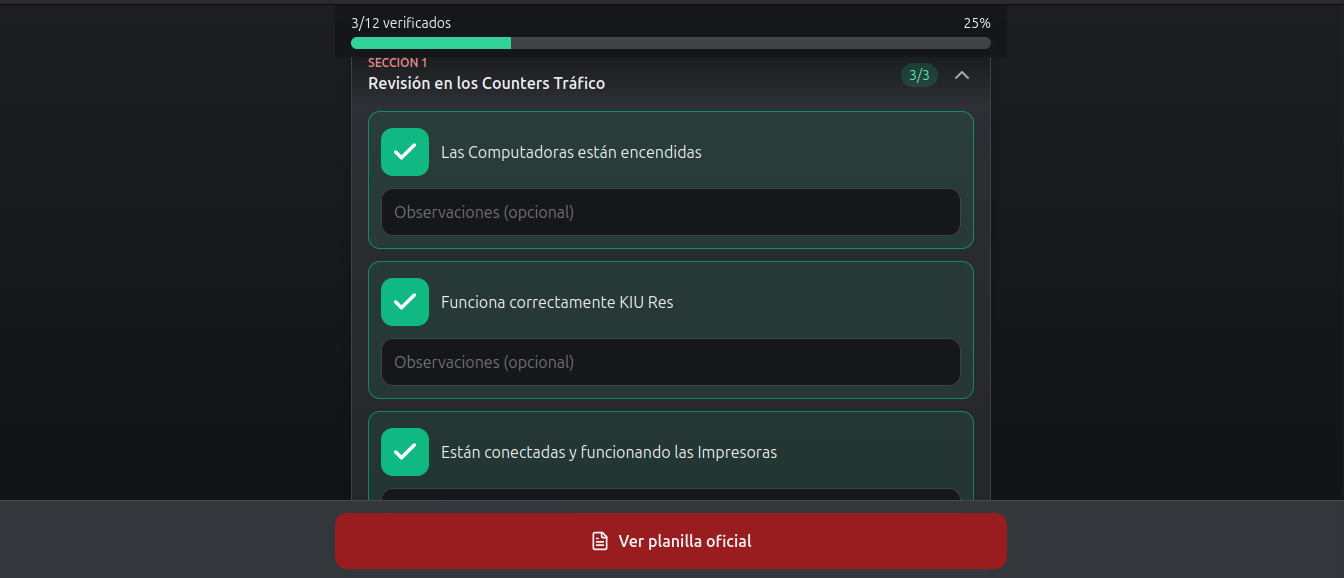 3/12 verificados 25%
SECCIÓN 1
Revisión en los Counters Tráfico 3/3
Las Computadoras están encendidas
Observaciones (opcional)
Funciona correctamente KIU Res
Observaciones (opcional)
Están conectadas y funcionando las Impresoras
Ver planilla oficial